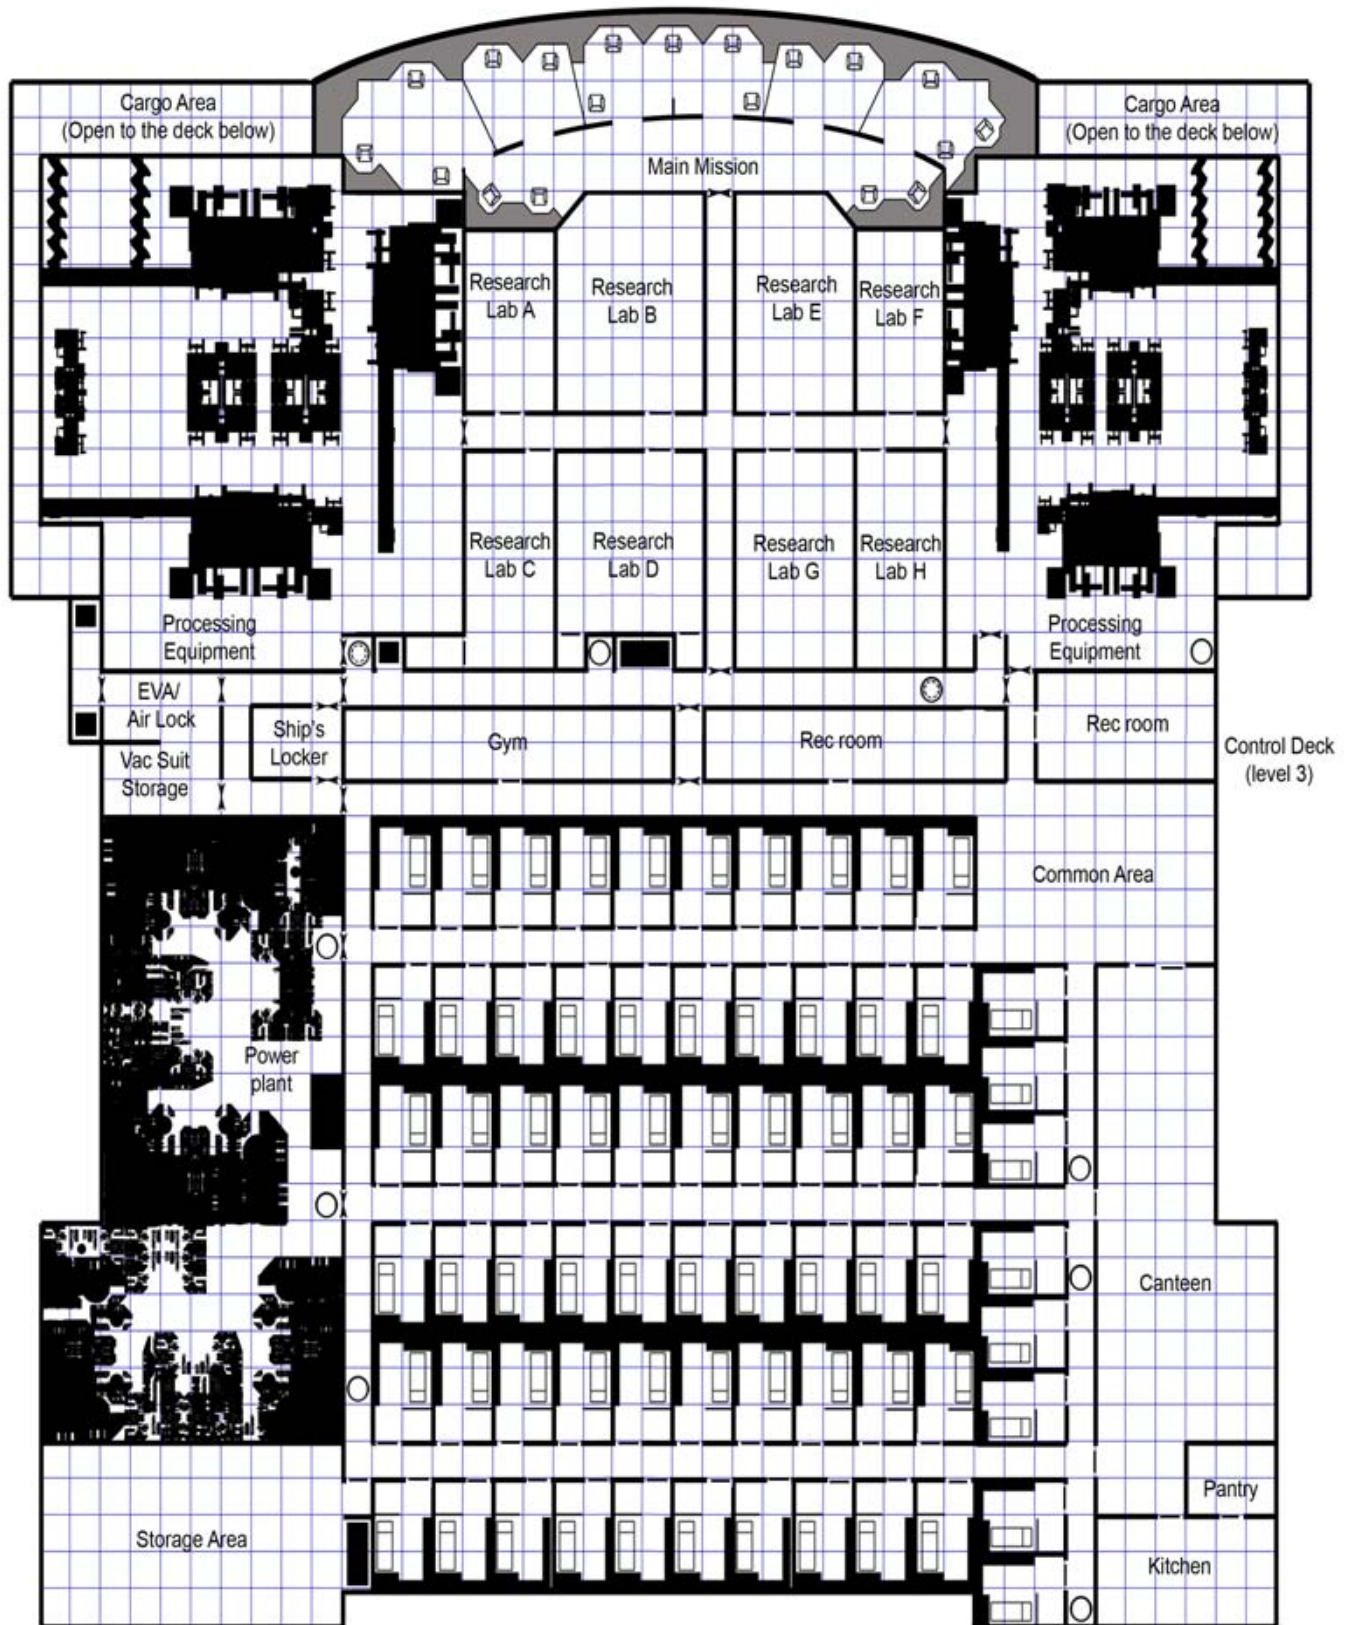 Cargo Area
(Open to the deck below)
Cargo Area
(Open to the deck below)
Main Mission
Research
Lab A
Research
Lab B
Research
Lab E
Research
Lab F
Research
Lab C
Research
Lab D
Research
Lab G
Research
Lab H
Processing
Equipment
Processing
Equipment
EVA/
Air Lock
Vac Suit
Storage
Ship's
Locker
Gym
Rec room
Rec room
Control Deck
(level 3)
Common Area
Power
plant
Canteen
Pantry
Storage Area
Kitchen